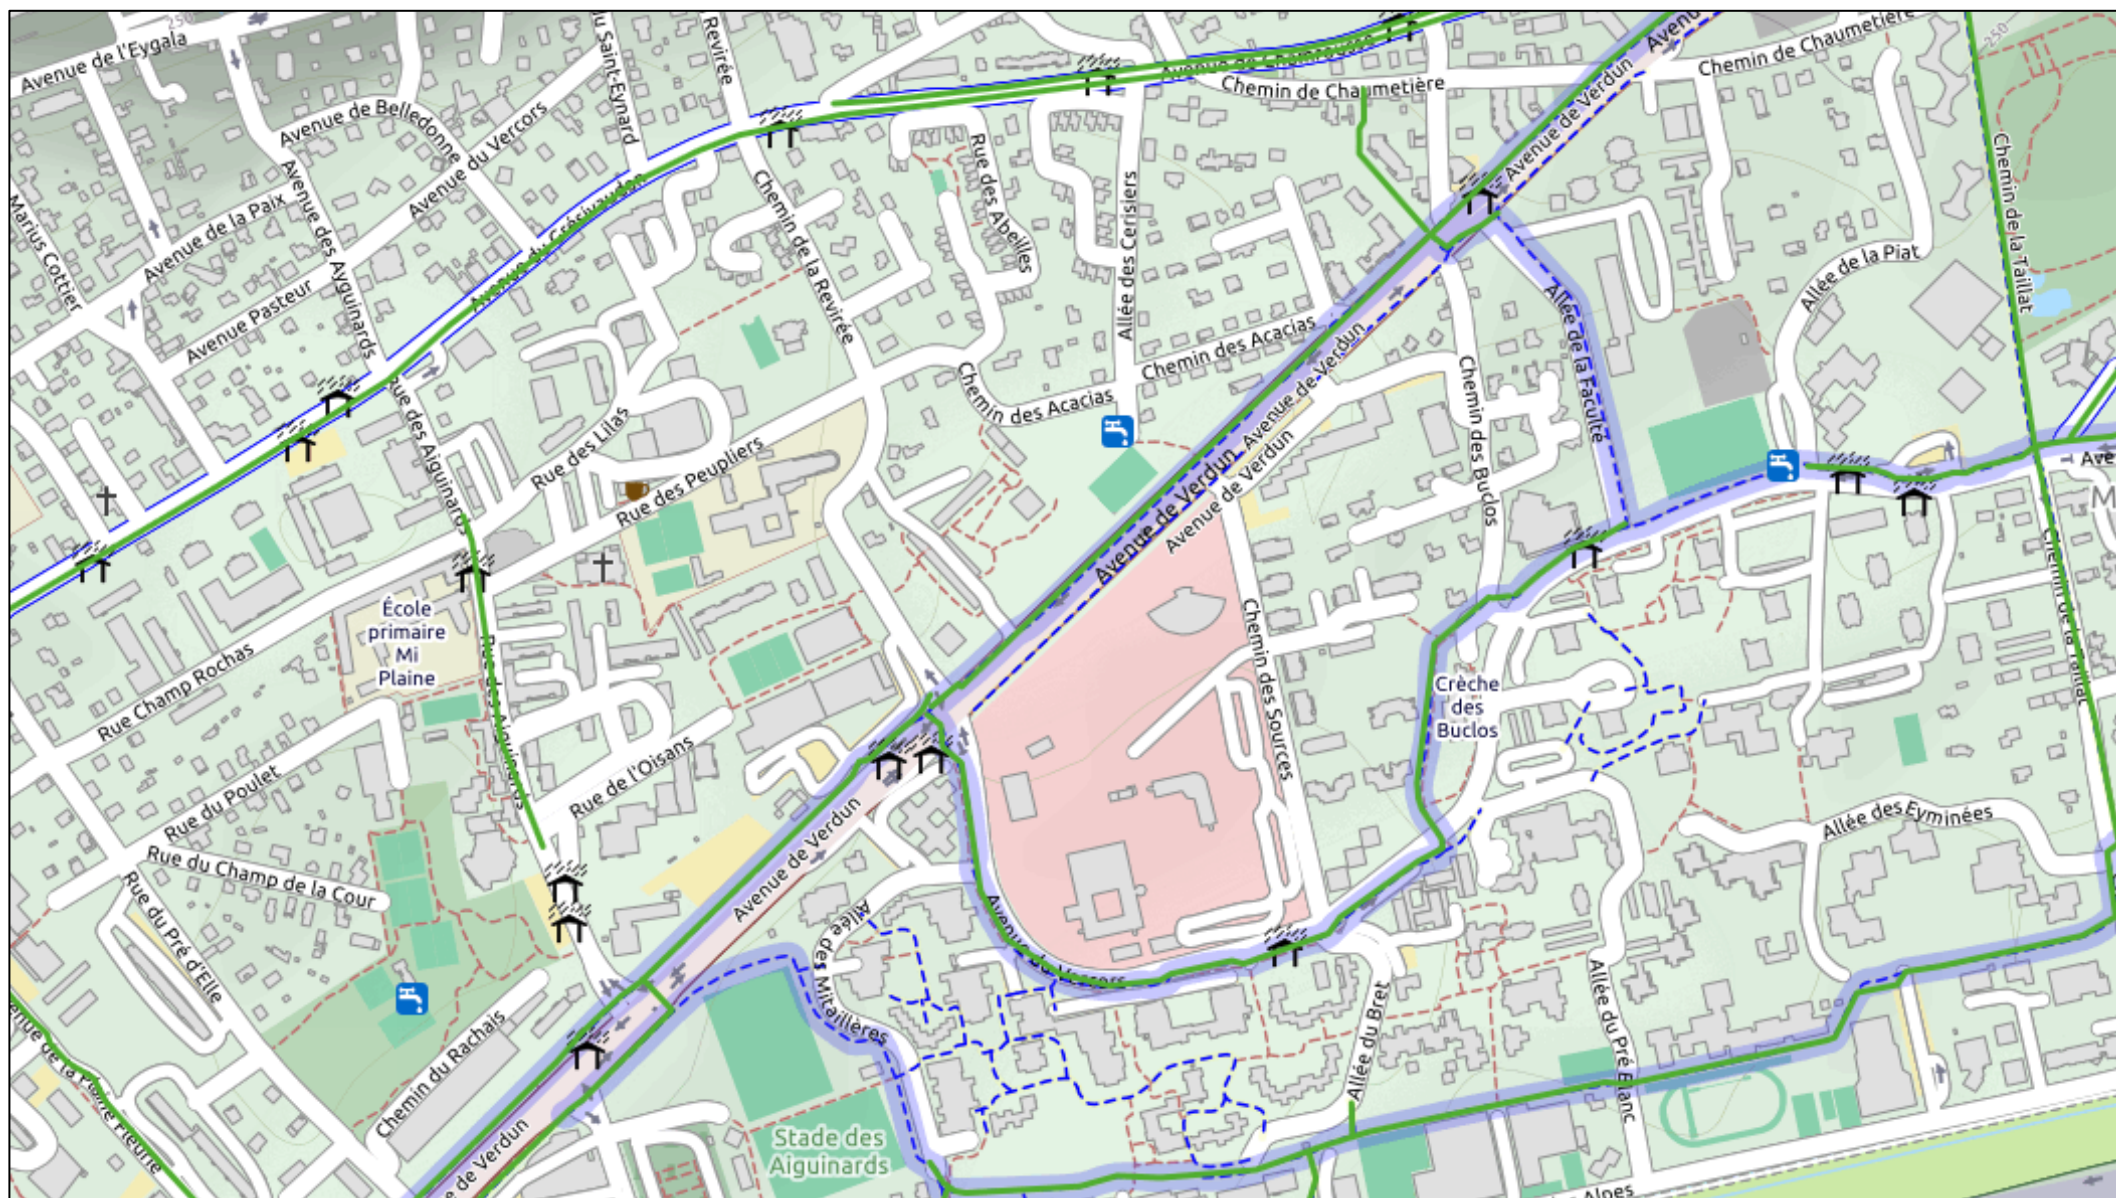 Avenue de l'Eygala
250
Revirée
Avenue de Chamrousse
Chemin de Chaumetière
Chemin de Chaumetière
250
Avenue de Verdun
Avenue de Belledonne
Avenue du Vercors
Avenue des Ayguinards
Avenue de la Paix
Marius Cottier
Avenue Pasteur
Avenue du Grésivaudan
Chemin de la Revirée
Rue des Abeilles
Allée des Cerisiers
Chemin de la Taillat
Allée de la Piat
Allée de la Faculté
Chemin des Acacias
Chemin des Acacias
Avenue de Verdun
Avenue de Verdun
Avenue de Verdun
Chemin des Buclos
Rue des Aiguinards
Rue des Lilas
Rue des Peupliers
École
primaire
Mi
Plaine
Rue Champ Rochas
Rue des Aiguinards
Rue de l'Oisans
Rue du Poulet
Rue du Champ de la Cour
Rue du Pré d'Elle
Chemin du Rachais
Avenue de Verdun
Chemin des Sources
Crèche
des
Buclos
Chemin de la Taillat
Allée des Eyminées
Avenue du Vercors
Allée des Mitaillères
Allée du Bret
Allée du Pré Blanc
Stade des
Aiguinards